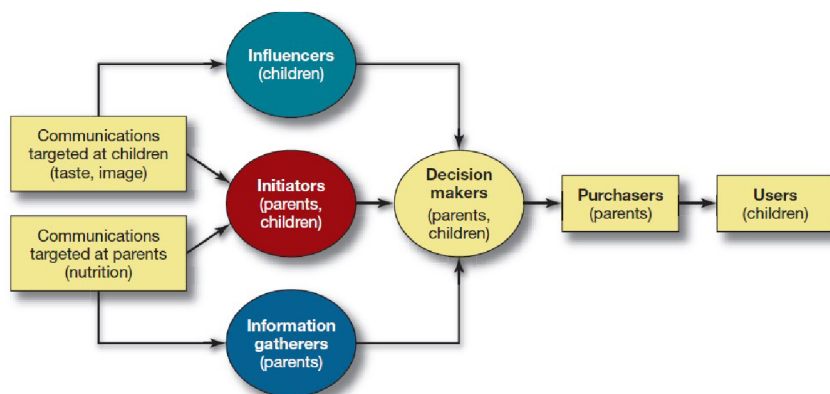 Influencers
(children)
Communications
targeted at children
(taste, image)
Initiators
(parents,
children)
Decision
makers
(parents,
children)
Purchasers
(parents)
Users
(children)
Communications
targeted at parents
(nutrition)
Information
gatherers
(parents)